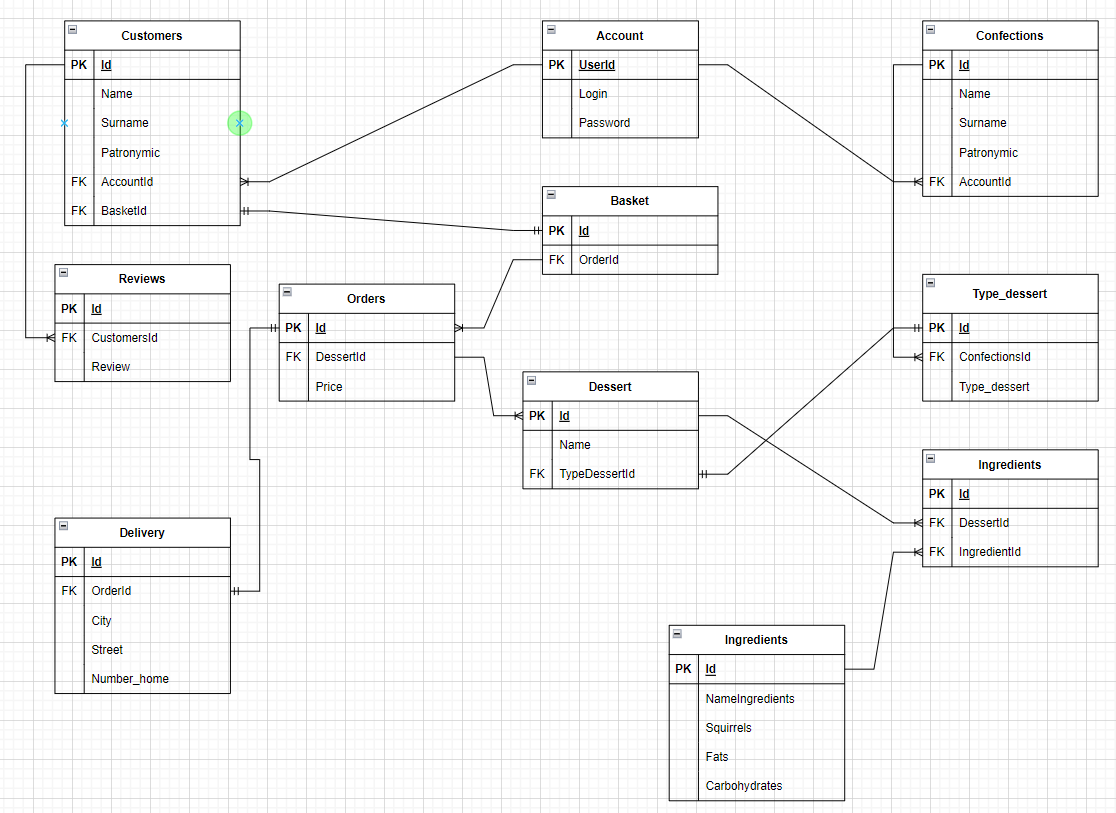 Customers
PK Id
Name
Surname
Patronymic
FK AccountId
FK BasketId
Account
PK UserId
Login
Password
Confections
PK Id
Name
Surname
Patronymic
FK AccountId
Basket
PK Id
FK OrderId
Reviews
PK Id
FK CustomersId
Review
Orders
PK Id
FK DessertId
Price
Type_dessert
PK Id
FK ConfectionsId
Type_dessert
Dessert
PK Id
Name
FK TypeDessertId
Ingredients
PK Id
FK DessertId
FK IngredientId
Delivery
PK Id
FK OrderId
City
Street
Number_home
Ingredients
PK Id
NameIngredients
Squirrels
Fats
Carbohydrates